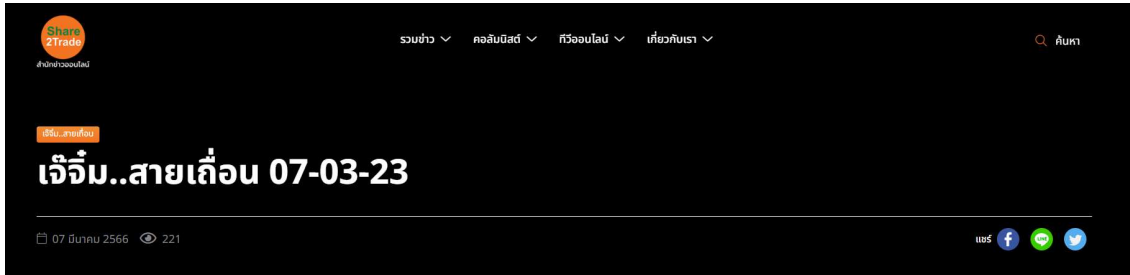 Share
2Trade
สำนักข่าวออนไลน์
รวมข่าว คอลัมนิสต์ ทีวีออนไลน์ เกี่ยวกับเรา
ค้นหา
เจ๊จิ๋ม..สายเถื่อน
เจ๊จิ๋ม..สายเถื่อน 07-03-23
07 มีนาคม 2566 221
แชร์ f LINE